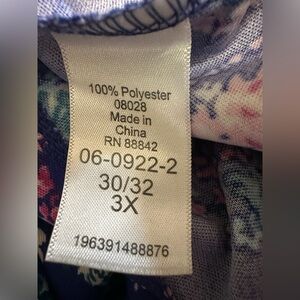 100% Polyester
08028
Made in
China
RN 88842
06-0922-2
30/32
3X
196391488876